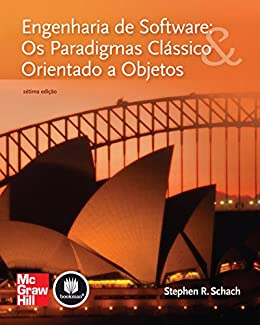 Engenharia de Software:
Os Paradigmas Clássico &
Orientado a Objetos
sétima edição
Mc
Graw
Hill
bookman
Stephen R. Schach